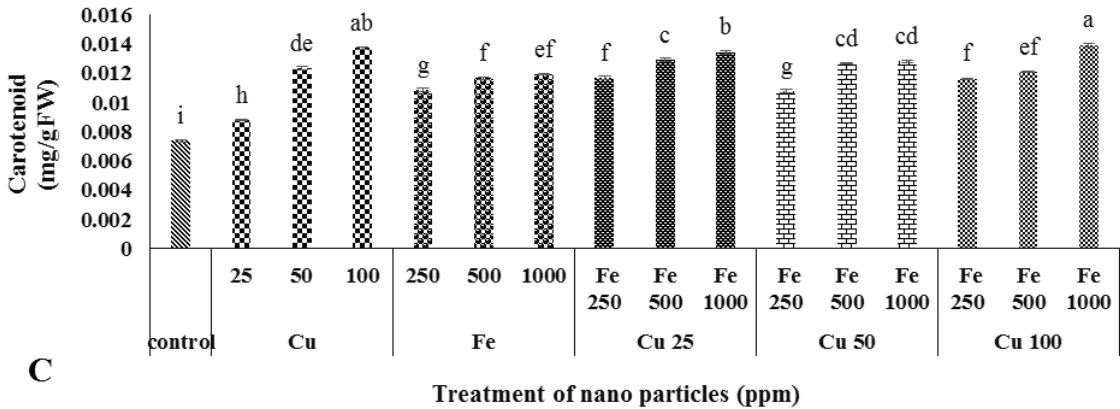 Carotenoid
(mg/gFW)
0.016
0.014
0.012
0.01
0.008
0.006
0.004
0.002
0
i
h
de
ab
g
f
ef
f
c
b
g
cd
cd
f
ef
a
25 50 100 250 500 1000 Fe Fe Fe Fe Fe Fe Fe Fe Fe
250 500 1000 250 500 1000 250 500 1000
control Cu Fe Cu 25 Cu 50 Cu 100
C
Treatment of nano particles (ppm)